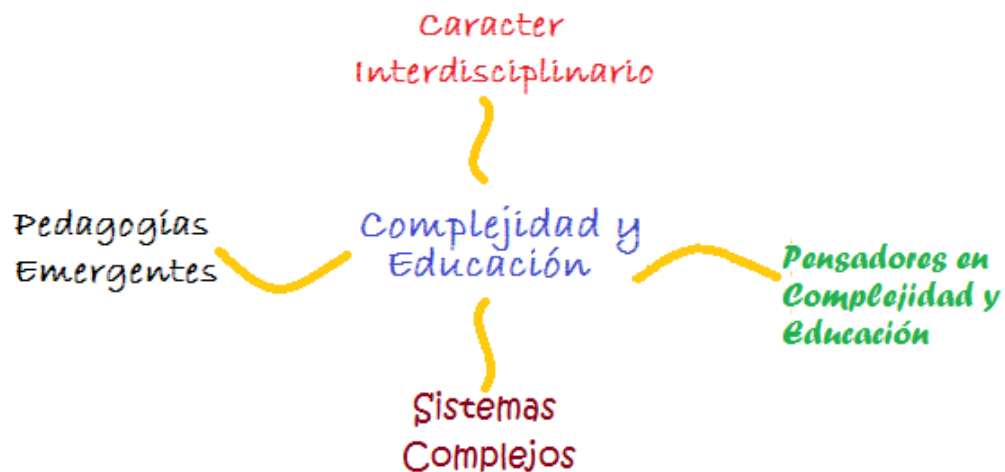 Caracter
Interdisciplinario
Pedagogías
Emergentes
Complejidad y
Educación
Pensadores en
Complejidad y
Educación
Sistemas
Complejos